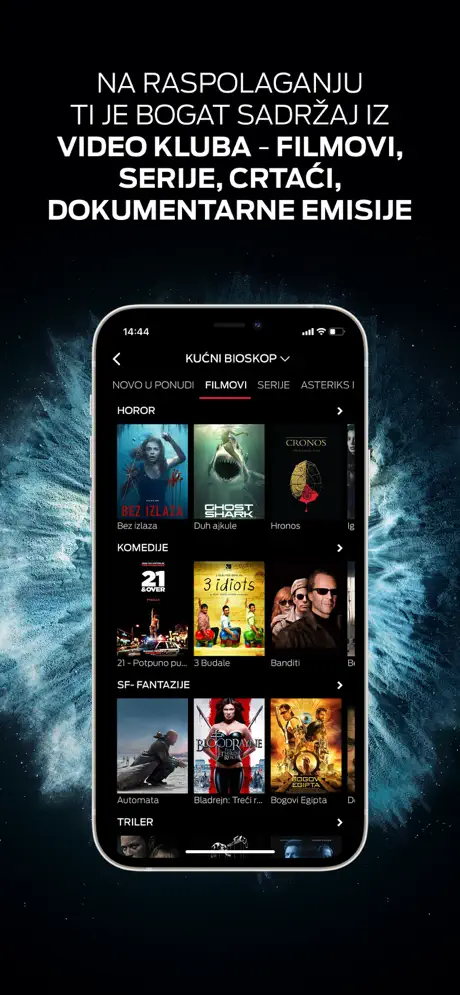 NA RASPOLAGANJU
TI JE BOGAT SADRŽAJ IZ
VIDEO KLUBA - FILMOVI,
SERIJE, CRTAĆI,
DOKUMENTARNE EMISIJE
14:44
KUĆNI BIOSKOP
NOVO U PONUDI FILMOVI SERIJE ASTERIKS I
HOROR
BEZ IZLAZA
GHOST SHARK
CRONOS
Bez izlaza
Duh ajkule
Hronos
KOMEDIJE
21
&OVER
3 idiots
21 - Potpuno pu...
3 Budale
Banditi
SF- FANTAZIJE
BLOODRAYNE
BOGOVI
EGIPTA
Automata
Bladrejn: Treći r...
Bogovi Egipta
TRILER